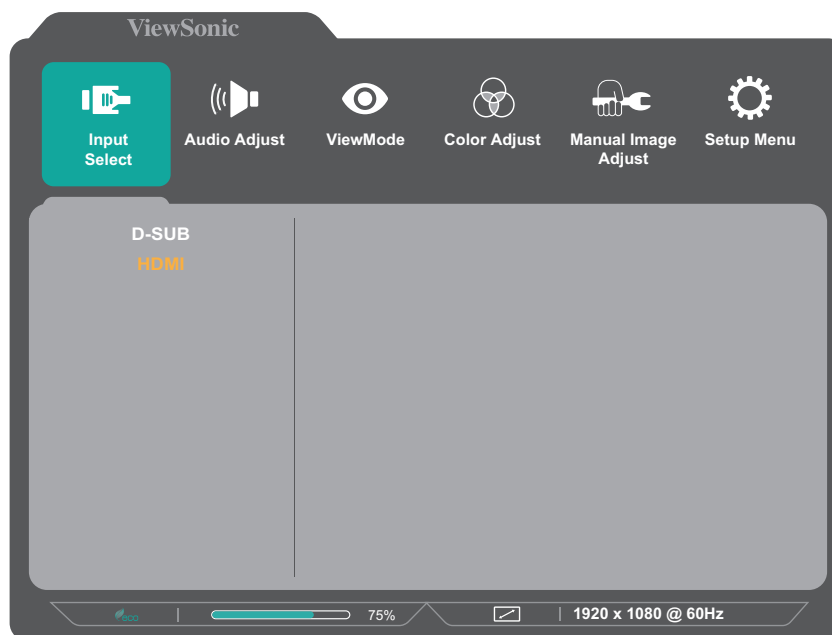 ViewSonic
Input
Select
Audio Adjust
ViewMode
Color Adjust
Manual Image
Adjust
Setup Menu
D-SUB
HDMI
eco
75%
1920 x 1080 @ 60Hz